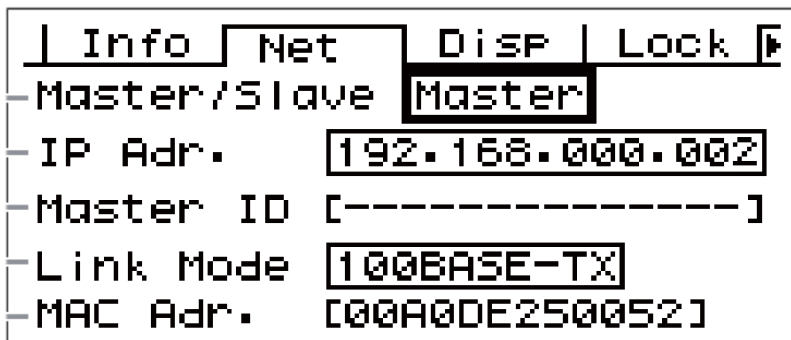 Info Net Disp Lock
Master/Slave Master
IP Adr. 192.168.000.002
Master ID [--------------]
Link Mode 100BASE-TX
MAC Adr. [00A0DE250052]